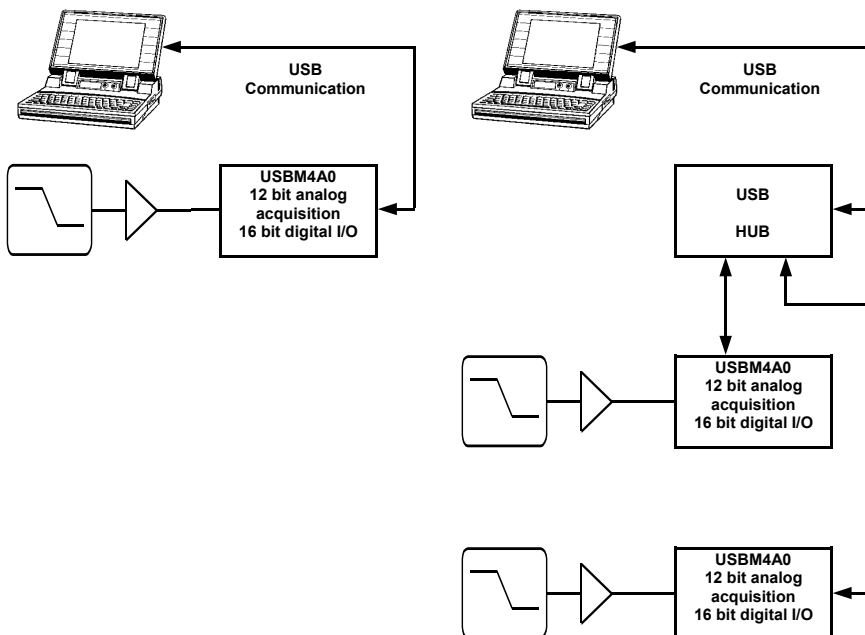 USB
Communication
USBM4A0
12 bit analog
acquisition
16 bit digital I/O
USB
Communication
USB
HUB
USBM4A0
12 bit analog
acquisition
16 bit digital I/O
USBM4A0
12 bit analog
acquisition
16 bit digital I/O